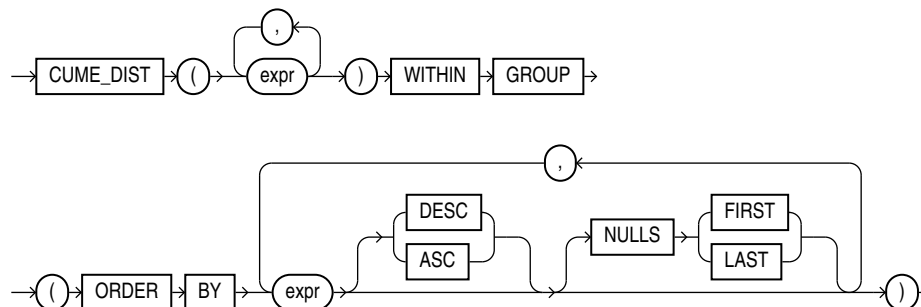 ,
CUME_DIST ( expr ) WITHIN GROUP
,
DESC FIRST
NULLS
ASC LAST
( ORDER BY expr )